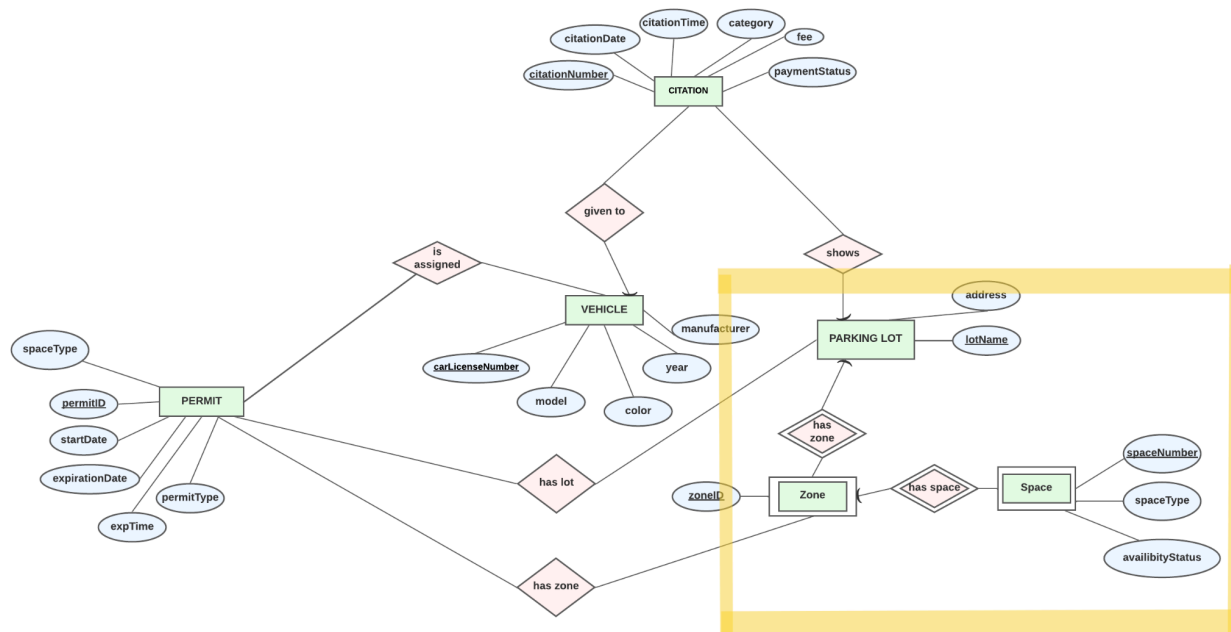 citationTime
category
citationDate
fee
citationNumber
paymentStatus
CITATION
given to
shows
is
assigned
address
VEHICLE
manufacturer
PARKING LOT
lotName
spaceType
carLicenseNumber
year
model
color
permitID
PERMIT
startDate
has
zone
expirationDate
permitType
has lot
zoneID
Zone
has space
Space
spaceNumber
spaceType
expTime
availibityStatus
has zone